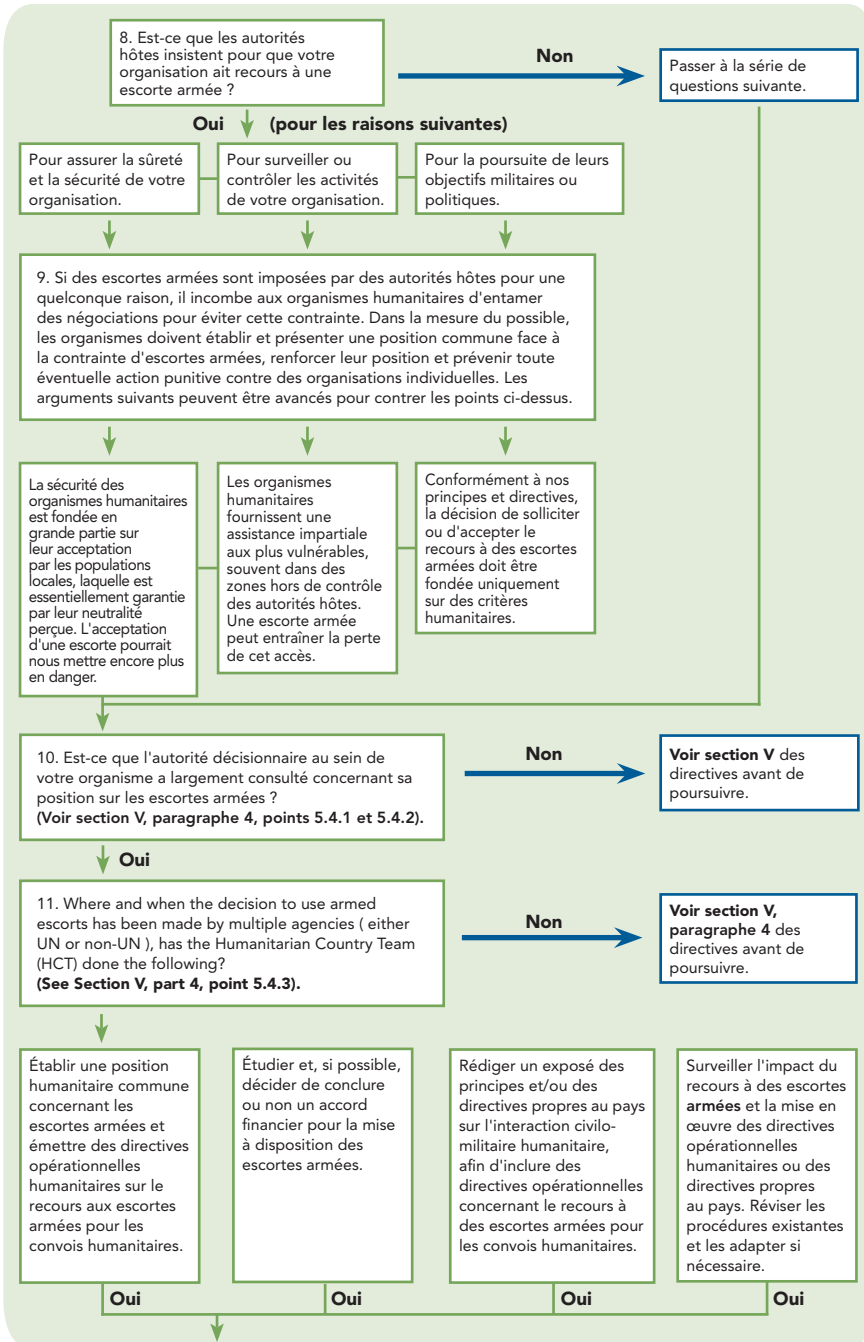 8. Est-ce que les autorités
hôtes insistent pour que votre
organisation ait recours à une
escorte armée ?
Non
Passer à la série de
questions suivante.
Oui (pour les raisons suivantes)
Pour assurer la sûreté
et la sécurité de votre
organisation.
Pour surveiller ou
contrôler les activités
de votre organisation.
Pour la poursuite de leurs
objectifs militaires ou
politiques.
9. Si des escortes armées sont imposées par des autorités hôtes pour une
quelconque raison, il incombe aux organismes humanitaires d'entamer
des négociations pour éviter cette contrainte. Dans la mesure du possible,
les organismes doivent établir et présenter une position commune face à
la contrainte d'escortes armées, renforcer leur position et prévenir toute
éventuelle action punitive contre des organisations individuelles. Les
arguments suivants peuvent être avancés pour contrer les points ci-dessus.
La sécurité des
organismes humanitaires
est fondée en
grande partie sur
leur acceptation
par les populations
locales, laquelle est
essentiellement garantie
par leur neutralité
perçue. L'acceptation
d'une escorte pourrait
nous mettre encore plus
en danger.
Les organismes
humanitaires
fournissent une
assistance impartiale
aux plus vulnérables,
souvent dans des
zones hors de contrôle
des autorités hôtes.
Une escorte armée
peut entraîner la perte
de cet accès.
Conformément à nos
principes et directives,
la décision de solliciter
ou d'accepter le
recours à des escortes
armées doit être
fondée uniquement
sur des critères
humanitaires.
10. Est-ce que l'autorité décisionnaire au sein de
votre organisme a largement consulté concernant sa
position sur les escortes armées ?
(Voir section V, paragraphe 4, points 5.4.1 et 5.4.2).
Non
Voir section V des
directives avant de
poursuivre.
Oui
11. Where and when the decision to use armed
escorts has been made by multiple agencies ( either
UN or non-UN ), has the Humanitarian Country Team
(HCT) done the following?
(See Section V, part 4, point 5.4.3).
Non
Voir section V,
paragraphe 4 des
directives avant de
poursuivre.
Établir une position
humanitaire commune
concernant les
escortes armées et
émettre des directives
opérationnelles
humanitaires sur le
recours aux escortes
armées pour les
convois humanitaires.
Étudier et, si possible,
décider de conclure
ou non un accord
financier pour la mise
à disposition des
escortes armées.
Rédiger un exposé des
principes et/ou des
directives propres au pays
sur l'interaction civilo-
militaire humanitaire,
afin d'inclure des
directives opérationnelles
concernant le recours à
des escortes armées pour
les convois humanitaires.
Surveiller l'impact du
recours à des escortes
armées et la mise en
œuvre des directives
opérationnelles
humanitaires ou des
directives propres
au pays. Réviser les
procédures existantes
et les adapter si
nécessaire.
Oui
Oui
Oui
Oui